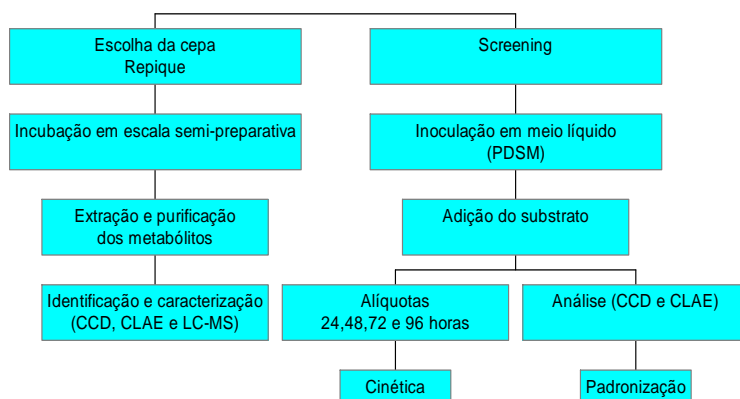 Escolha da cepa
Repique
Screening
Incubação em escala semi-preparativa
Inoculação em meio líquido
(PDSM)
Extração e purificação
dos metabólitos
Adição do substrato
Identificação e caracterização
(CCD, CLAE e LC-MS)
Alíquotas
24,48,72 e 96 horas
Análise (CCD e CLAE)
Cinética
Padronização